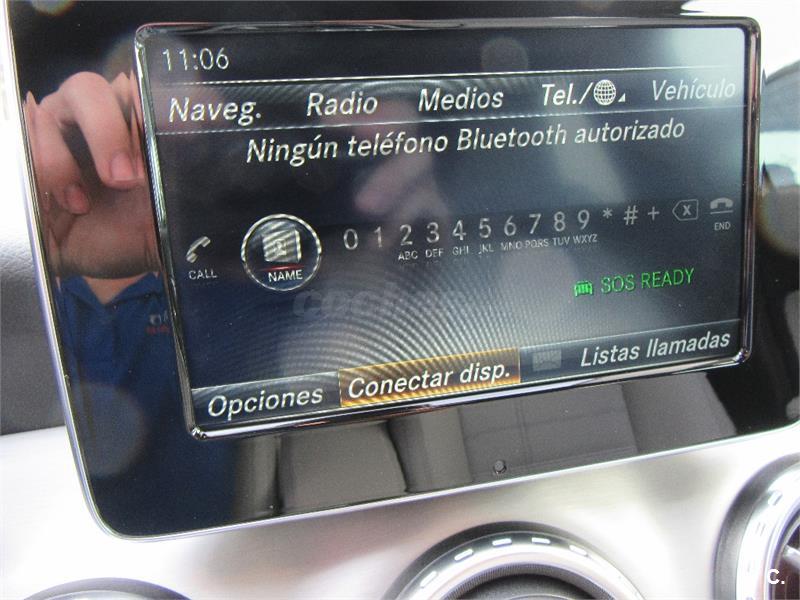 11:06
Naveg. Radio Medios Tel./ Vehículo
Ningún teléfono Bluetooth autorizado
0 1 2 3 4 5 6 7 8 9 * # +
ABC DEF GHI JKL MNO PQRS TUV WXYZ
CALL NAME END
SOS READY
Opciones Conectar disp. Listas llamadas
C.